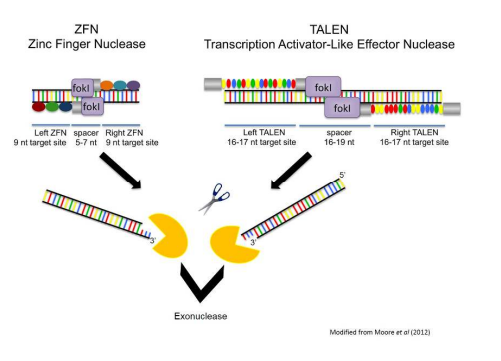 ZFN
Zinc Finger Nuclease
TALEN
Transcription Activator-Like Effector Nuclease
fokI
fokI
fokI
fokI
Left ZFN
9 nt target site
spacer
5-7 nt
Right ZFN
9 nt target site
Left TALEN
16-17 nt target site
spacer
16-19 nt
Right TALEN
16-17 nt target site
5'
3'
3'
Exonuclease
Modified from Moore et al (2012)